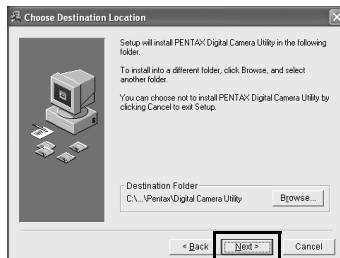 Choose Destination Location
Setup will install PENTAX Digital Camera Utility in the following
folder.
To install into a different folder, click Browse, and select
another folder.
You can choose not to install PENTAX Digital Camera Utility by
clicking Cancel to exit Setup.
Destination Folder
C:\...\Pentax\Digital Camera Utility
Browse...
< Back
Next >
Cancel